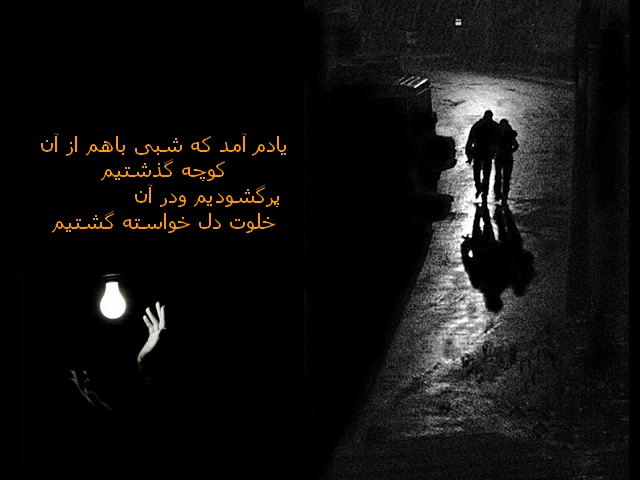 یادم آمد که شبی باهم از آن
کوچه گذشتیم
پرگشودیم ودر آن
خلوت دل خواسته گشتیم